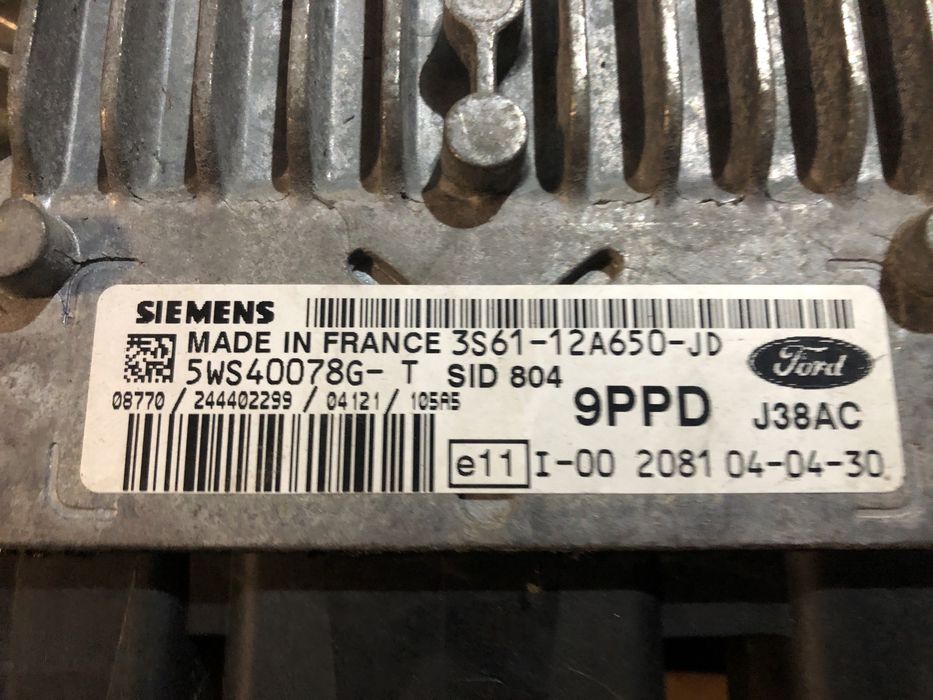 SIEMENS
MADE IN FRANCE 3S61-12A650-JD
5WS40078G-T SID 804
Ford
08770/244402299/04121/105A5
9PPD J38AC
e11 I-00 2081 04-04-30